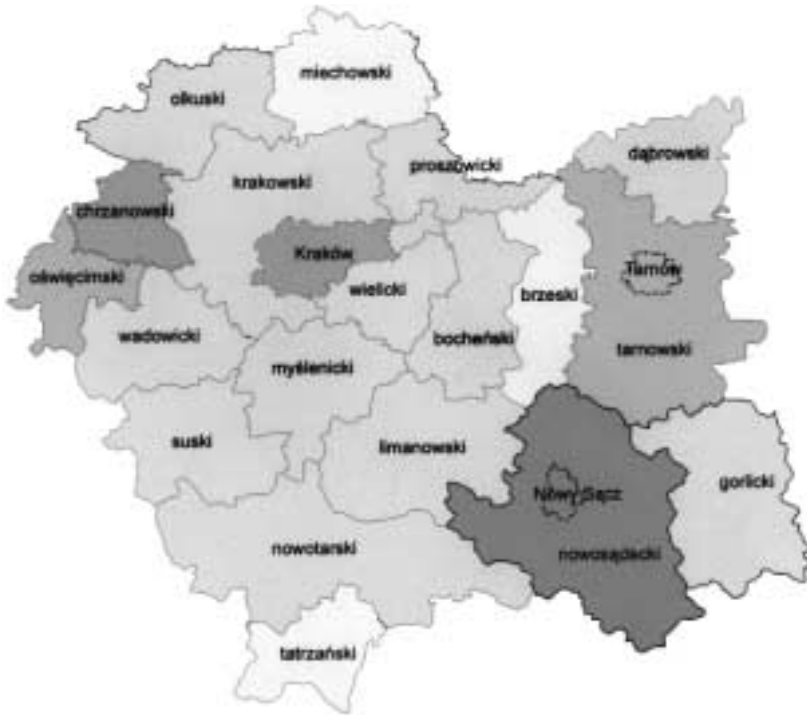 miechowski
olkuski
dąbrowski
proszowicki
krakowski
chrzanowski
Kraków
Tarnów
oświęcimski
wielicki
brzeski
wadowicki
bocheński
tarnowski
myślenicki
suski
limanowski
gorlicki
Nowy Sącz
nowotarski
nowosądecki
tatrzański